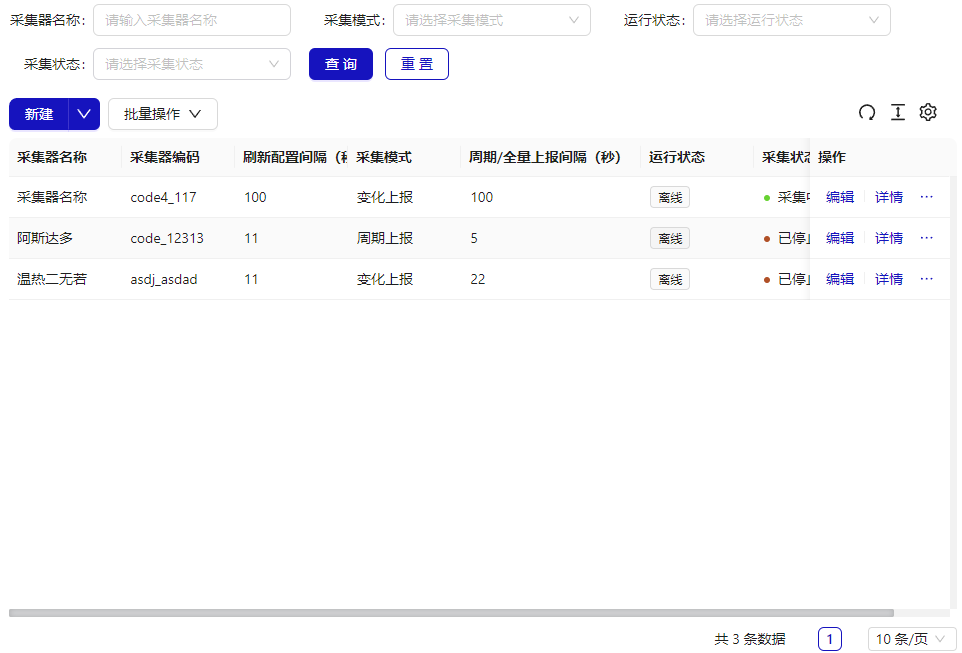 采集器名称: 请输入采集器名称 采集模式: 请选择采集模式 运行状态: 请选择运行状态
采集状态: 请选择采集状态 查 询 重 置
新建 批量操作
采集器名称 采集器编码 刷新配置间隔（秒 采集模式 周期/全量上报间隔（秒） 运行状态 采集状态 操作
采集器名称 code4_117 100 变化上报 100 离线 采集中 编辑 详情 ···
阿斯达多 code_12313 11 周期上报 5 离线 已停止 编辑 详情 ···
温热二无若 asdj_asdad 11 变化上报 22 离线 已停止 编辑 详情 ···
共 3 条数据 1 10 条/页